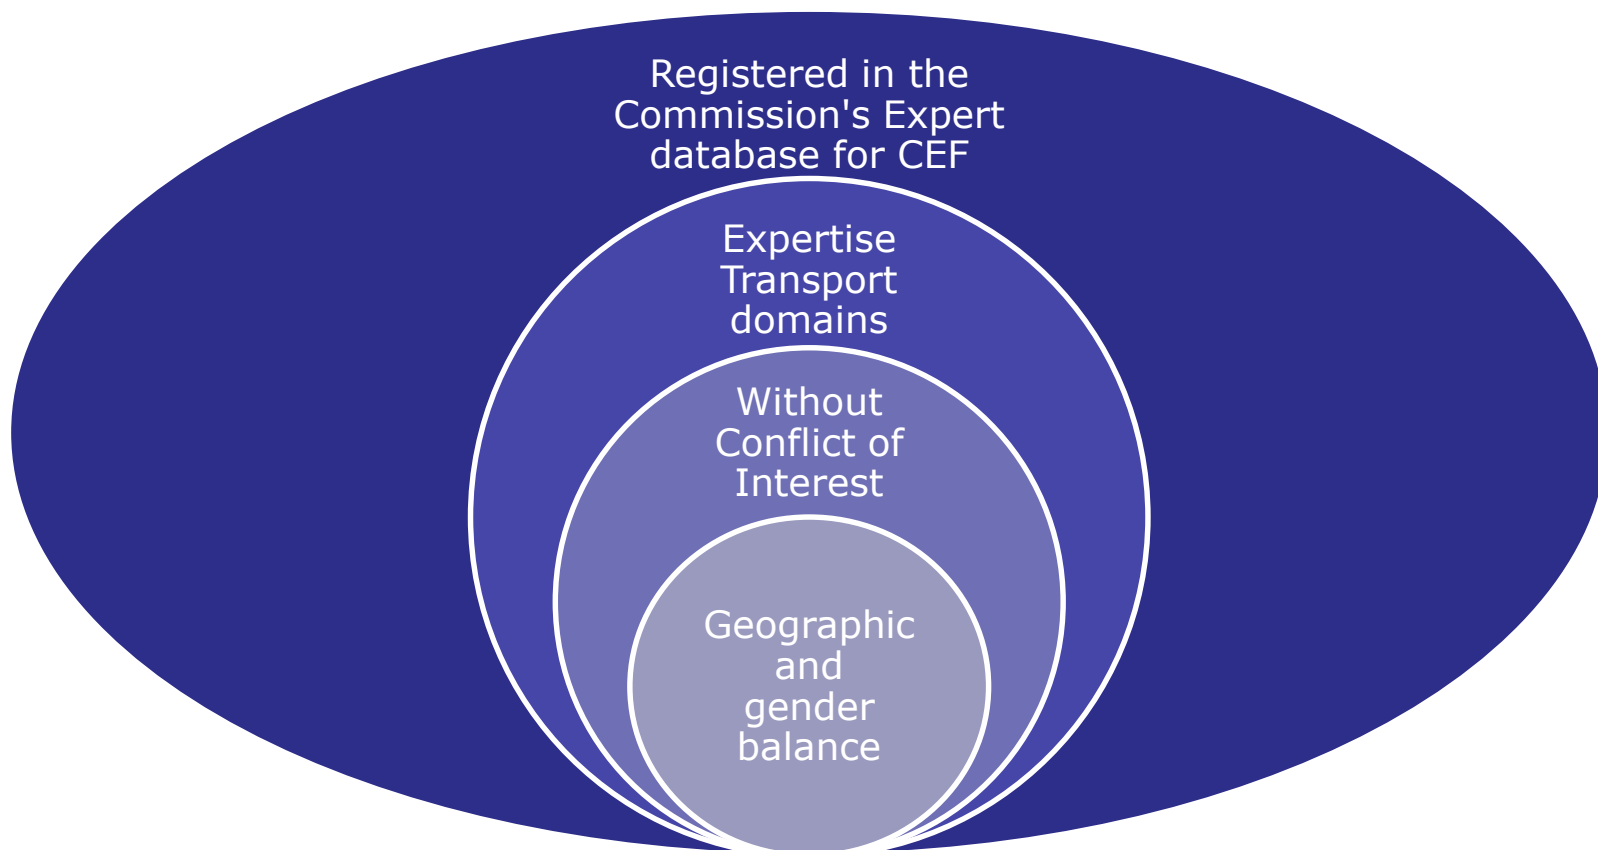 Registered in the
Commission's Expert
database for CEF
Expertise
Transport
domains
Without
Conflict of
Interest
Geographic
and
gender
balance